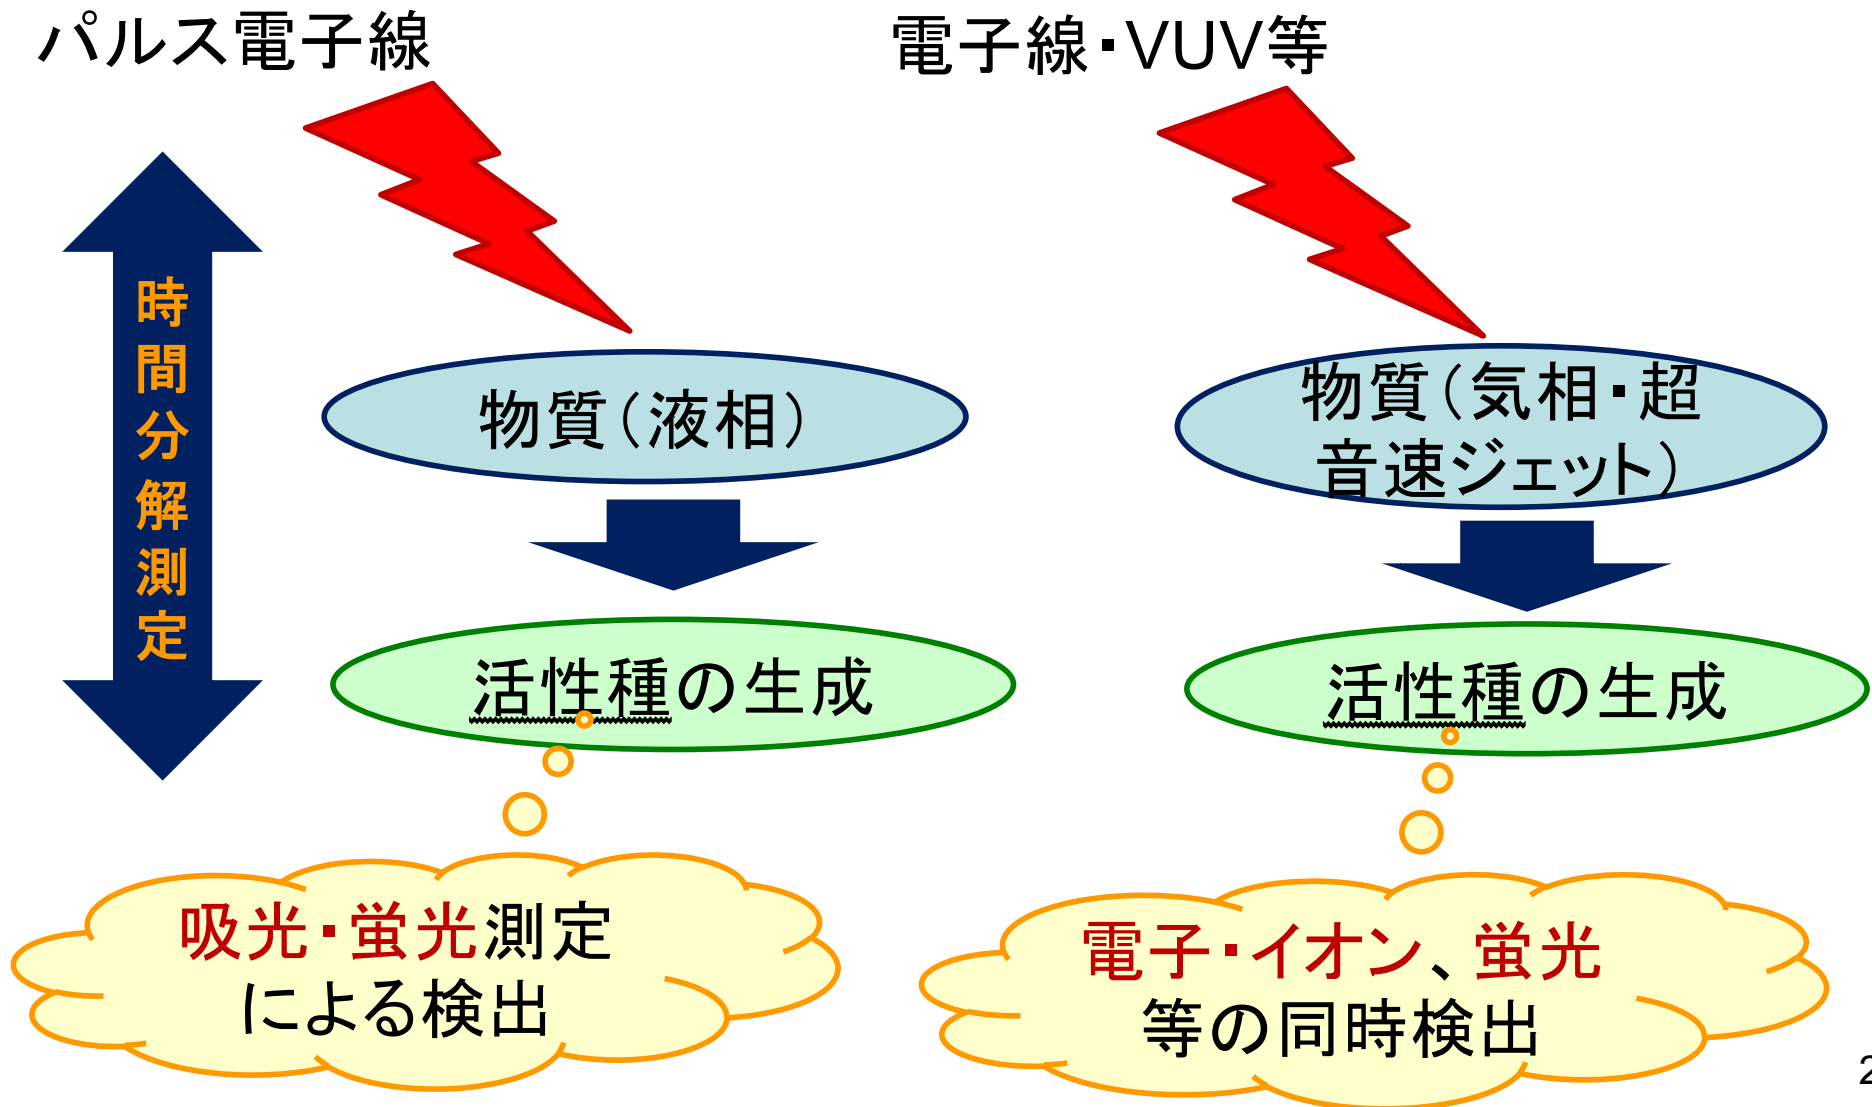 パルス電子線
電子線・VUV等
時間分解測定
物質（液相）
物質（気相・超
音速ジェット）
活性種の生成
活性種の生成
吸光・蛍光測定
による検出
電子・イオン、蛍光
等の同時検出
2